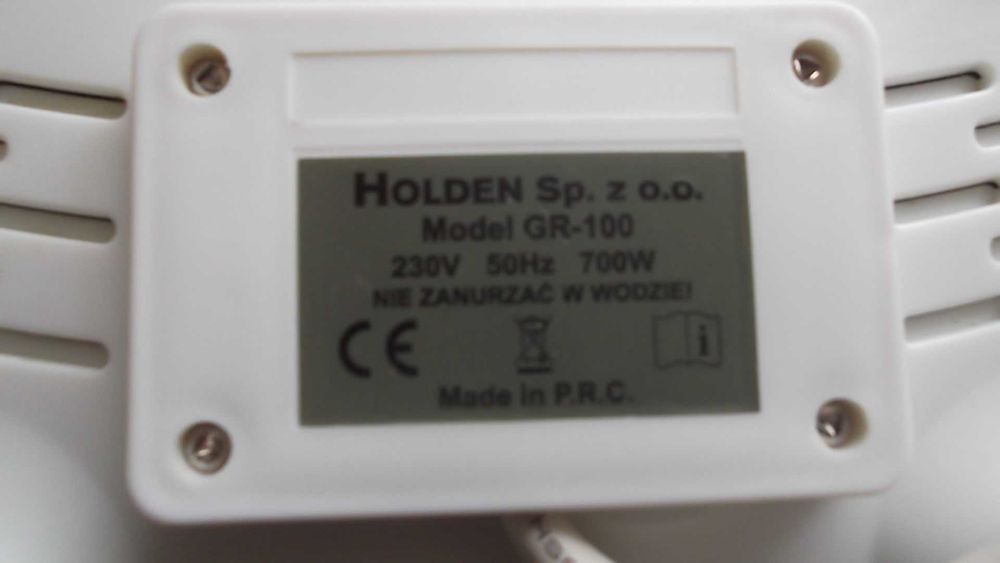 HOLDEN Sp. z o.o.
Model GR-100
230V 50Hz 700W
NIE ZANURZAĆ W WODZIE!
CE
i
Made in P.R.C.